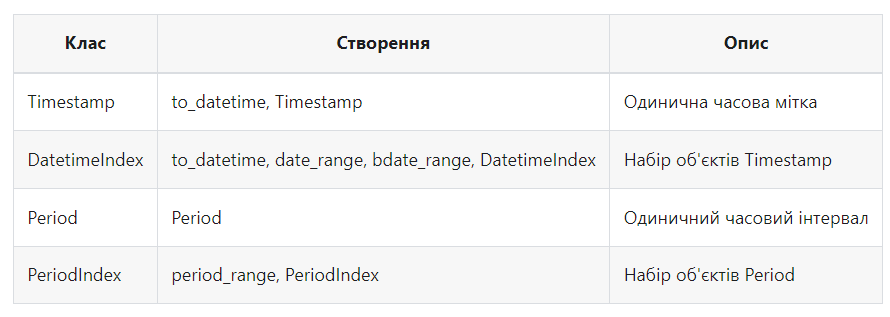 Клас Створення Опис
Timestamp to_datetime, Timestamp Одинична часова мітка
DatetimeIndex to_datetime, date_range, bdate_range, DatetimeIndex Набір об'єктів Timestamp
Period Period Одиничний часовий інтервал
PeriodIndex period_range, PeriodIndex Набір об'єктів Period